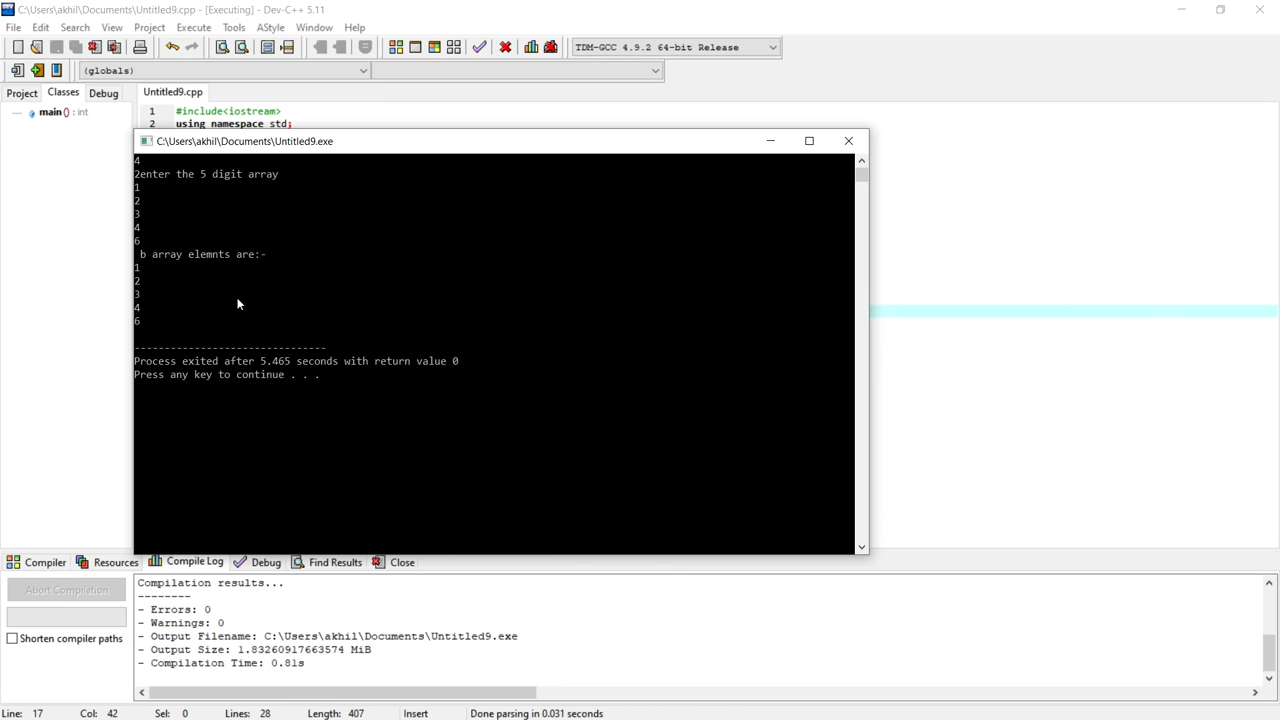 C:\Users\akhil\Documents\Untitled9.cpp - [Executing] - Dev-C++ 5.11
File Edit Search View Project Execute Tools AStyle Window Help
TDM-GCC 4.9.2 64-bit Release
(globals)
Project Classes Debug Untitled9.cpp
main() : int
1 #include<iostream>
2 using namespace std;
C:\Users\akhil\Documents\Untitled9.exe
4
2enter the 5 digit array
1
2
3
4
6
b array elemnts are:-
1
2
3
4
6
------------------------------
Process exited after 5.465 seconds with return value 0
Press any key to continue . . .
Compiler Resources Compile Log Debug Find Results Close
Abort Compilation
Shorten compiler paths
Compilation results...
--------
- Errors: 0
- Warnings: 0
- Output Filename: C:\Users\akhil\Documents\Untitled9.exe
- Output Size: 1.83260917663574 MiB
- Compilation Time: 0.81s
Line: 17 Col: 42 Sel: 0 Lines: 28 Length: 407 Insert Done parsing in 0.031 seconds